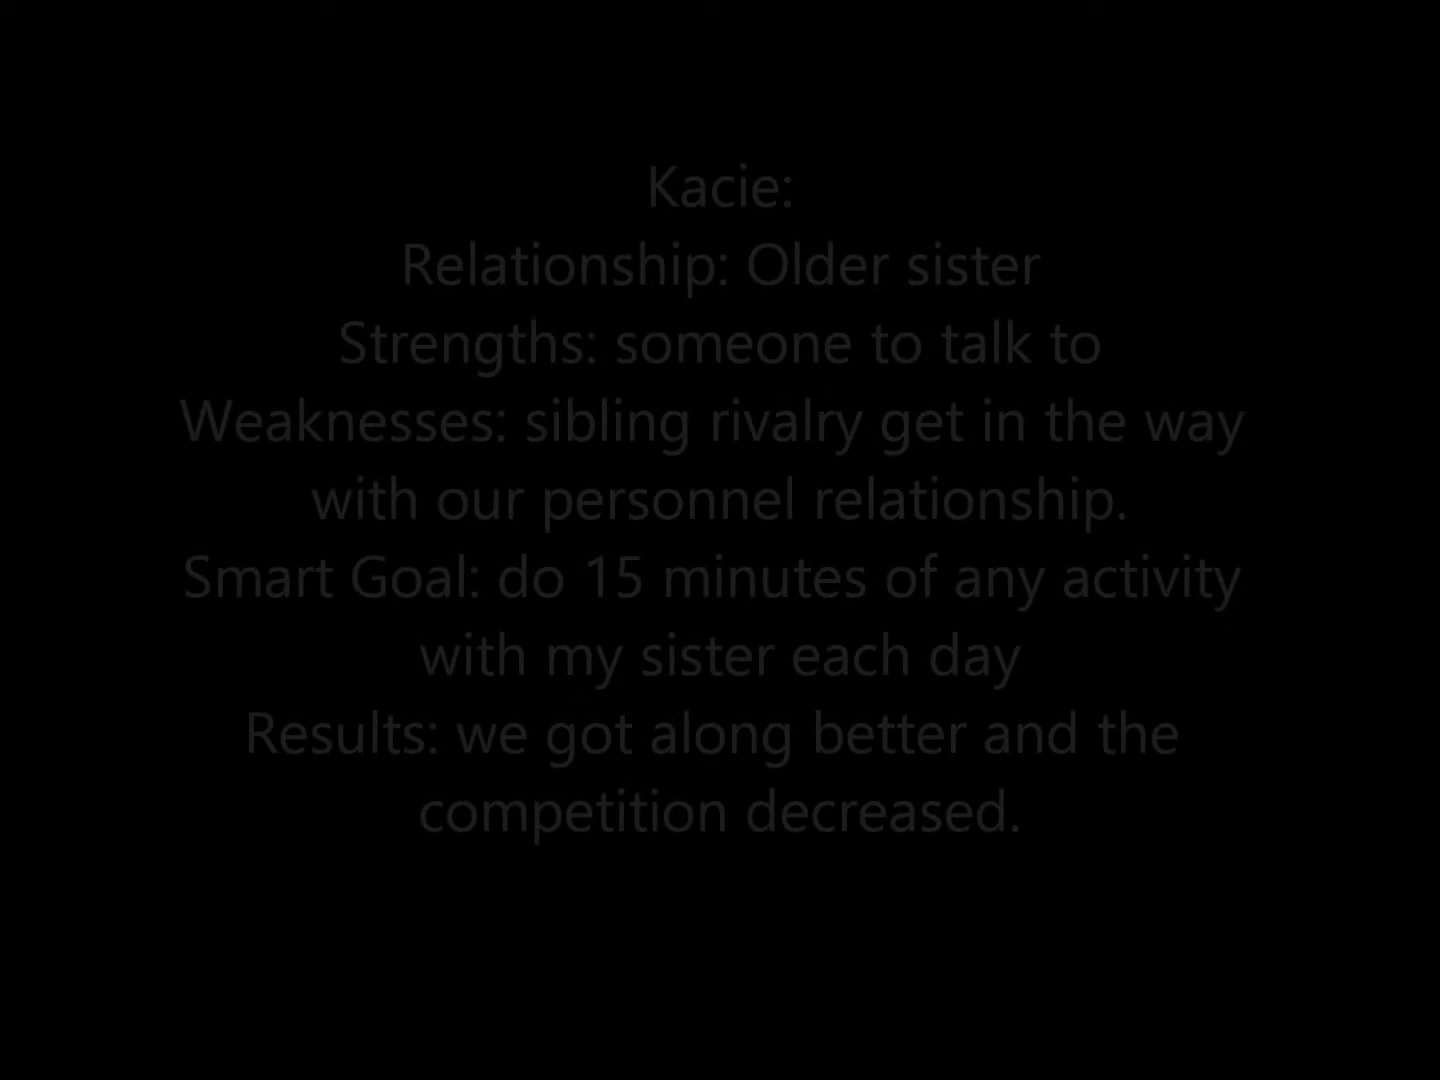 Kacie:
Relationship: Older sister
Strengths: someone to talk to
Weaknesses: sibling rivalry get in the way
with our personnel relationship.
Smart Goal: do 15 minutes of any activity
with my sister each day
Results: we got along better and the
competition decreased.